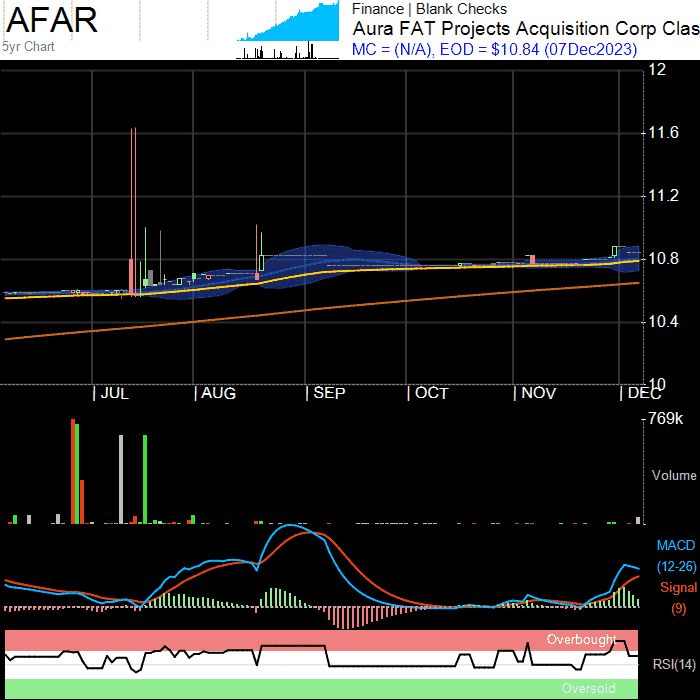 AFAR
5yr Chart
Finance | Blank Checks
Aura FAT Projects Acquisition Corp Clas
MC = (N/A), EOD = $10.84 (07Dec2023)
12
11.6
11.2
10.8
10.4
10
| JUL | AUG | SEP | OCT | NOV | DEC
-769k
Volume
MACD
(12-26)
Signal
(9)
Overbought
RSI(14)
Oversold